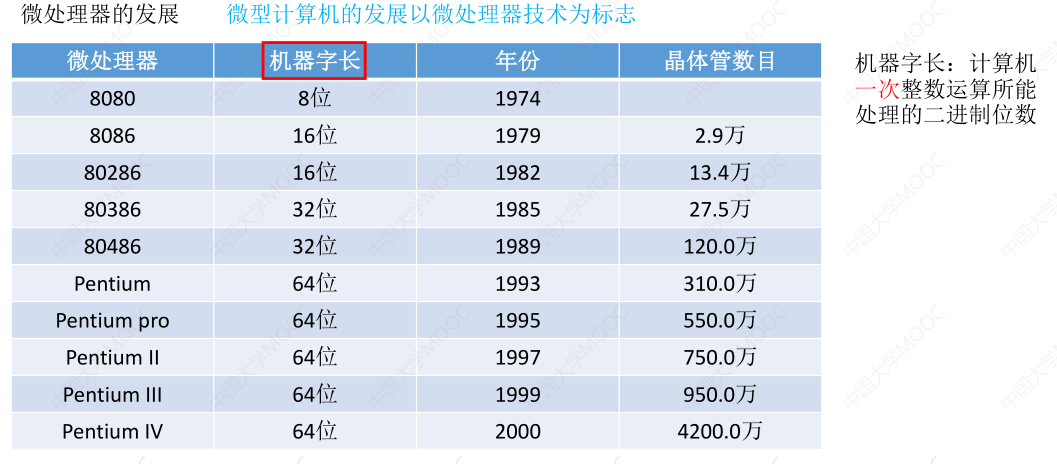 微处理器的发展 微型计算机的发展以微处理器技术为标志
微处理器 机器字长 年份 晶体管数目
8080 8位 1974
8086 16位 1979 2.9万
80286 16位 1982 13.4万
80386 32位 1985 27.5万
80486 32位 1989 120.0万
Pentium 64位 1993 310.0万
Pentium pro 64位 1995 550.0万
Pentium II 64位 1997 750.0万
Pentium III 64位 1999 950.0万
Pentium IV 64位 2000 4200.0万
机器字长：计算机
一次整数运算所能
处理的二进制位数
中国大学MOOC